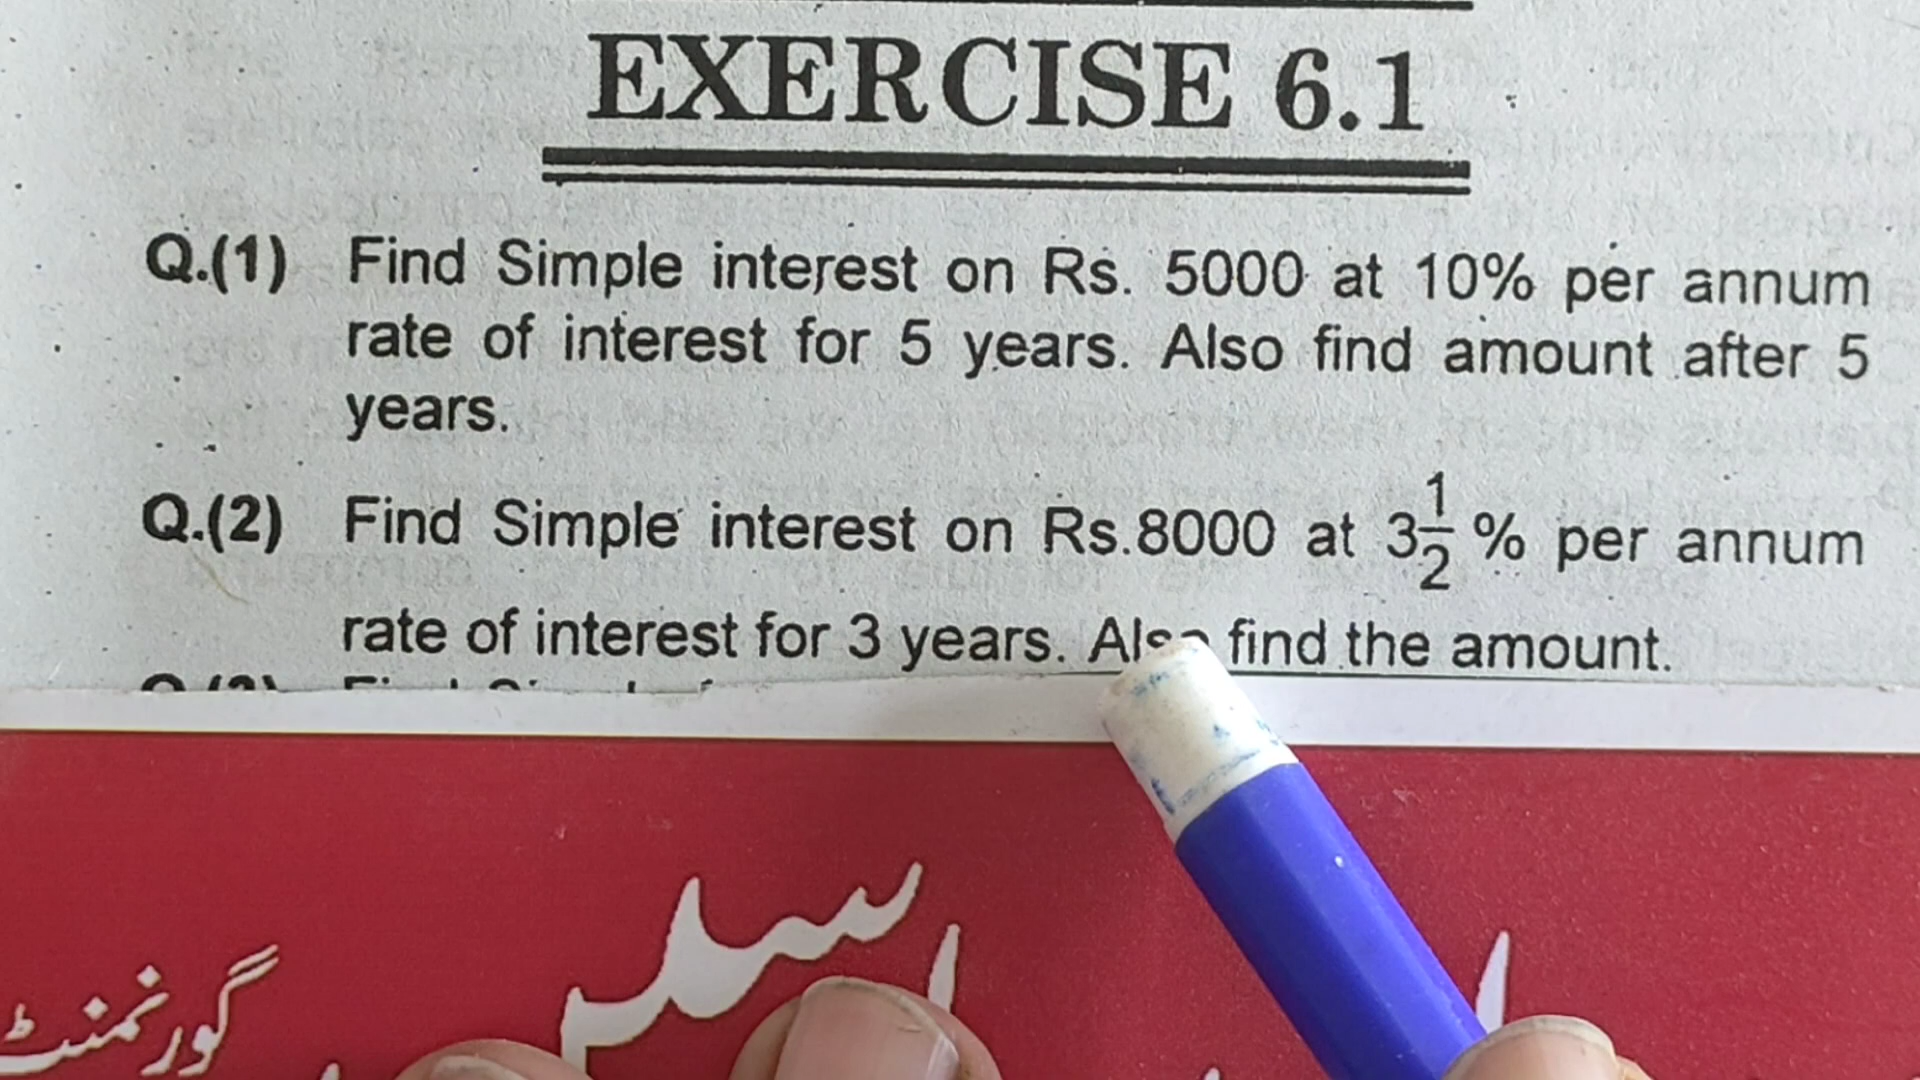 EXERCISE 6.1
Q.(1) Find Simple interest on Rs. 5000 at 10% per annum
rate of interest for 5 years. Also find amount after 5
years.
Q.(2) Find Simple interest on Rs.8000 at 3 1/2 % per annum
rate of interest for 3 years. Also find the amount.
گورنمنٹ